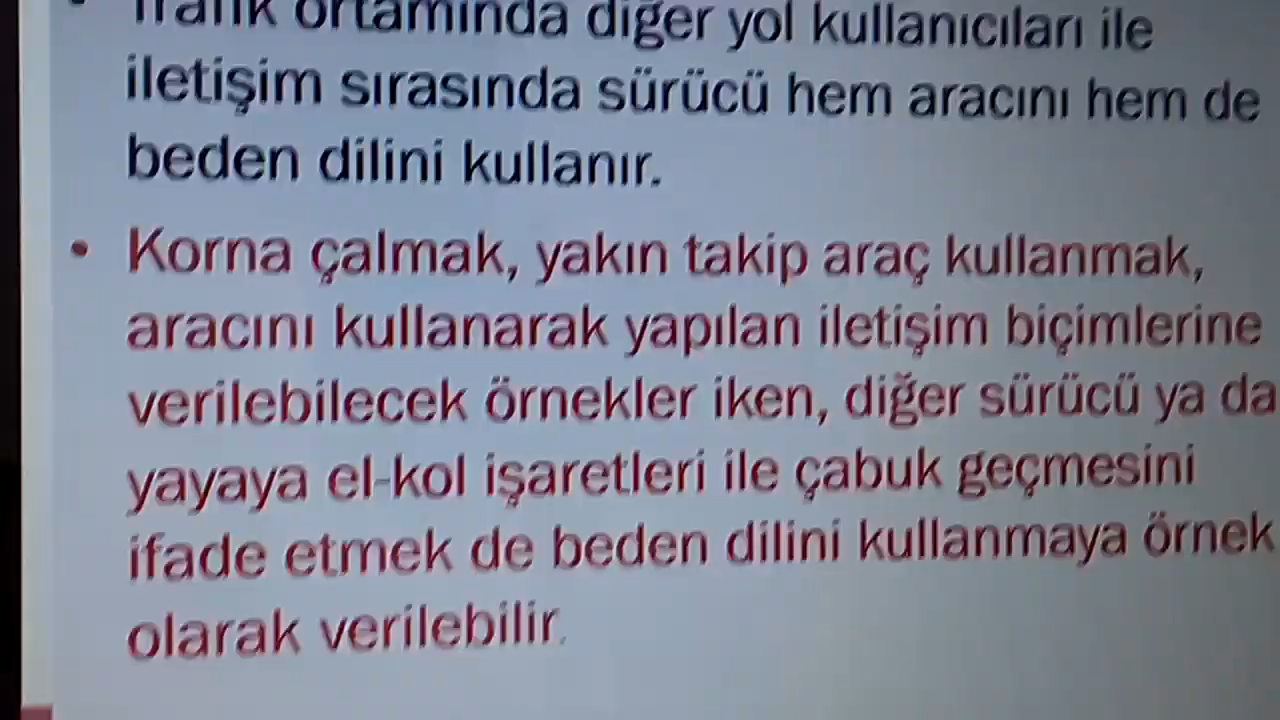 Trafik ortamında diğer yol kullanıcıları ile
iletişim sırasında sürücü hem aracını hem de
beden dilini kullanır.
Korna çalmak, yakın takip araç kullanmak,
aracını kullanarak yapılan iletişim biçimlerine
verilebilecek örnekler iken, diğer sürücü ya da
yayaya el-kol işaretleri ile çabuk geçmesini
ifade etmek de beden dilini kullanmaya örnek
olarak verilebilir.